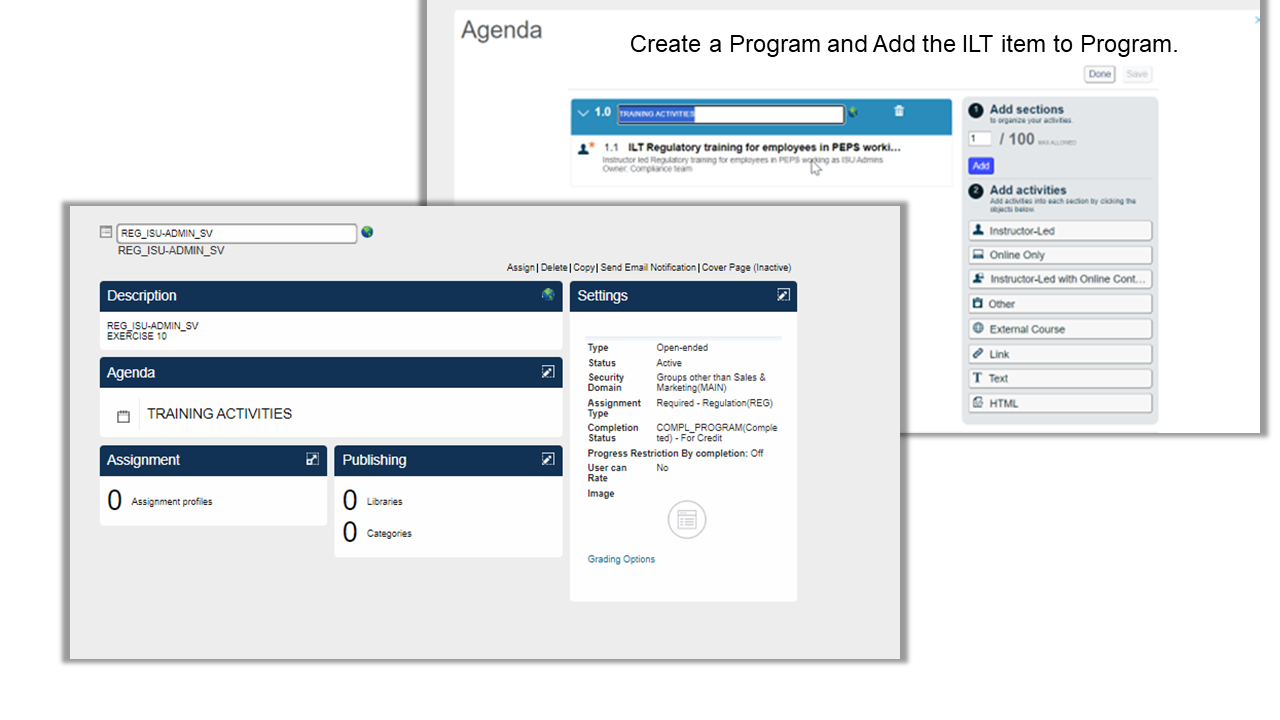 Agenda
Create a Program and Add the ILT item to Program.
Done Save
1.0 TRAINING ACTIVITIES
1.1 ILT Regulatory training for employees in PEPS worki...
Instructor led Regulatory training for employees in PEPS working as ISU Admins
Owner: Compliance team
1 Add sections
to organize your activities.
1 / 100 MAX ALLOWED
Add
2 Add activities
Add activities into each section by clicking the
objects below.
Instructor-Led
Online Only
Instructor-Led with Online Cont...
Other
External Course
Link
Text
HTML
REG_ISU-ADMIN_SV
REG_ISU-ADMIN_SV
Assign | Delete | Copy | Send Email Notification | Cover Page (Inactive)
Description
REG_ISU-ADMIN_SV
EXERCISE 10
Agenda
TRAINING ACTIVITIES
Assignment
0 Assignment profiles
Publishing
0 Libraries
0 Categories
Settings
Type Open-ended
Status Active
Security Groups other than Sales &
Domain Marketing(MAIN)
Assignment Required - Regulation(REG)
Type
Completion COMPL_PROGRAM(Comple
Status ted) - For Credit
Progress Restriction By completion: Off
User can No
Rate
Image
Grading Options